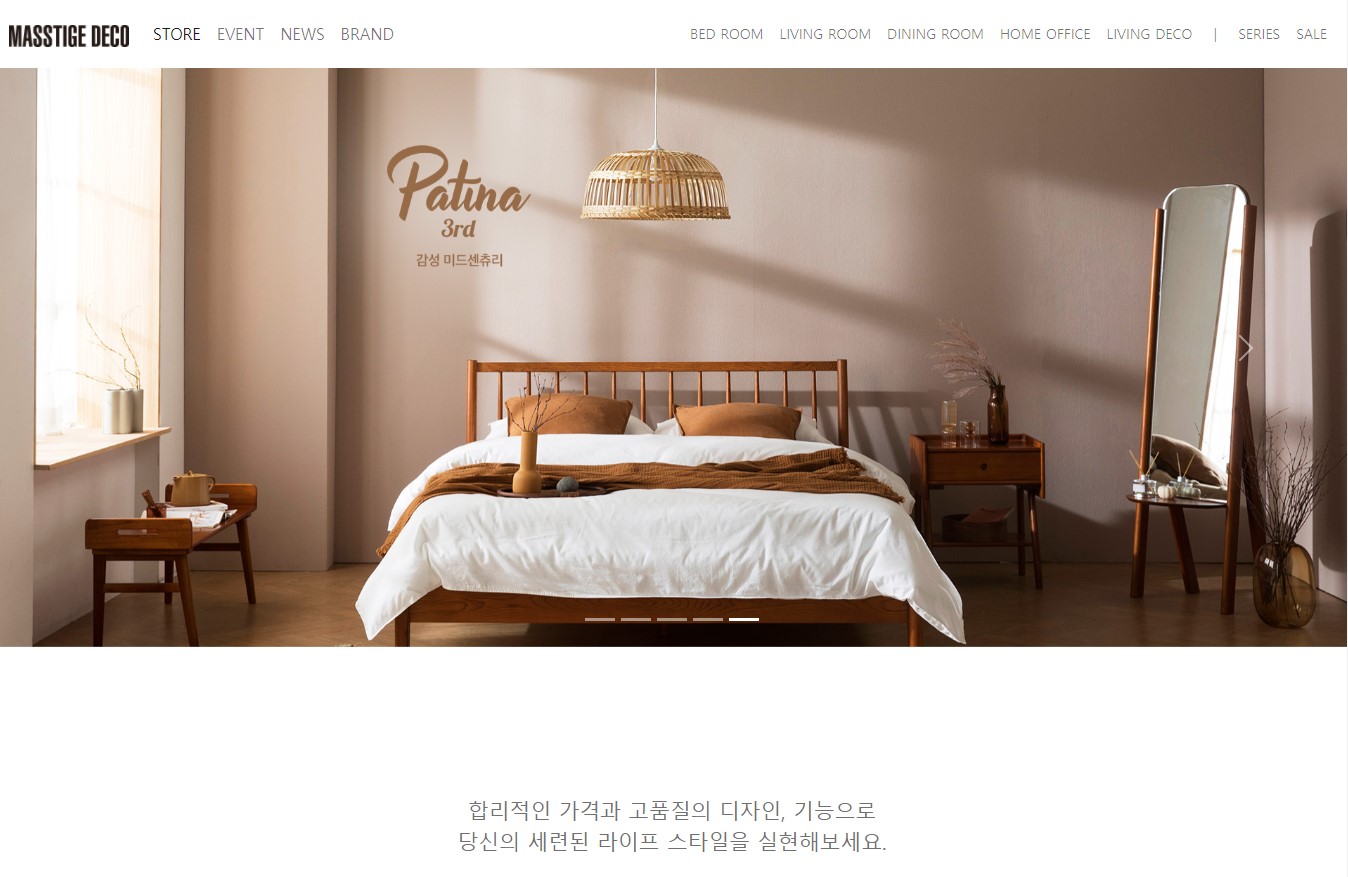 MASSTIGE DECO STORE EVENT NEWS BRAND BED ROOM LIVING ROOM DINING ROOM HOME OFFICE LIVING DECO | SERIES SALE
Patina
3rd
감성 미드센츄리
합리적인 가격과 고품질의 디자인, 기능으로
당신의 세련된 라이프 스타일을 실현해보세요.